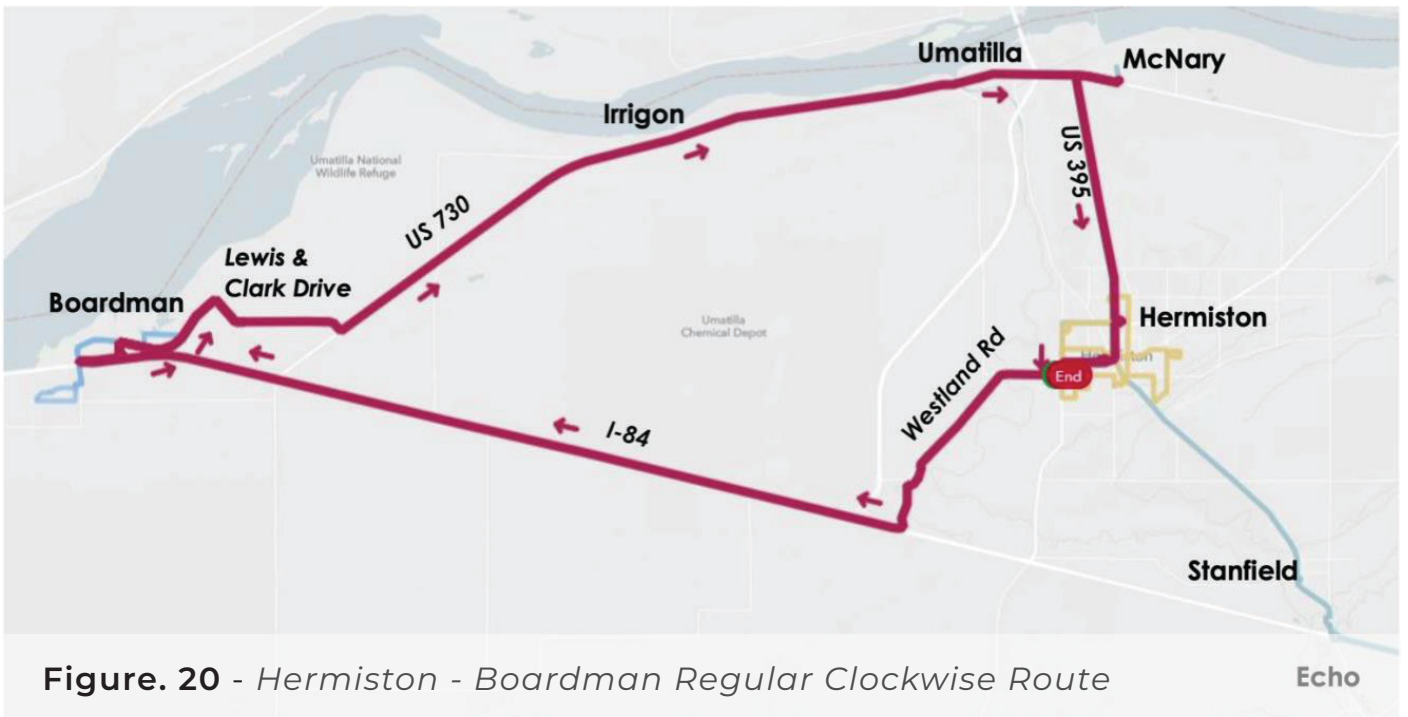 Umatilla
McNary
Irrigon
US 395
Umatilla National
Wildlife Refuge
US 730
Lewis &
Clark Drive
Boardman
Umatilla
Chemical Depot
Hermiston
Hermiston
End
Westland Rd
I-84
Stanfield
Figure. 20 - Hermiston - Boardman Regular Clockwise Route
Echo